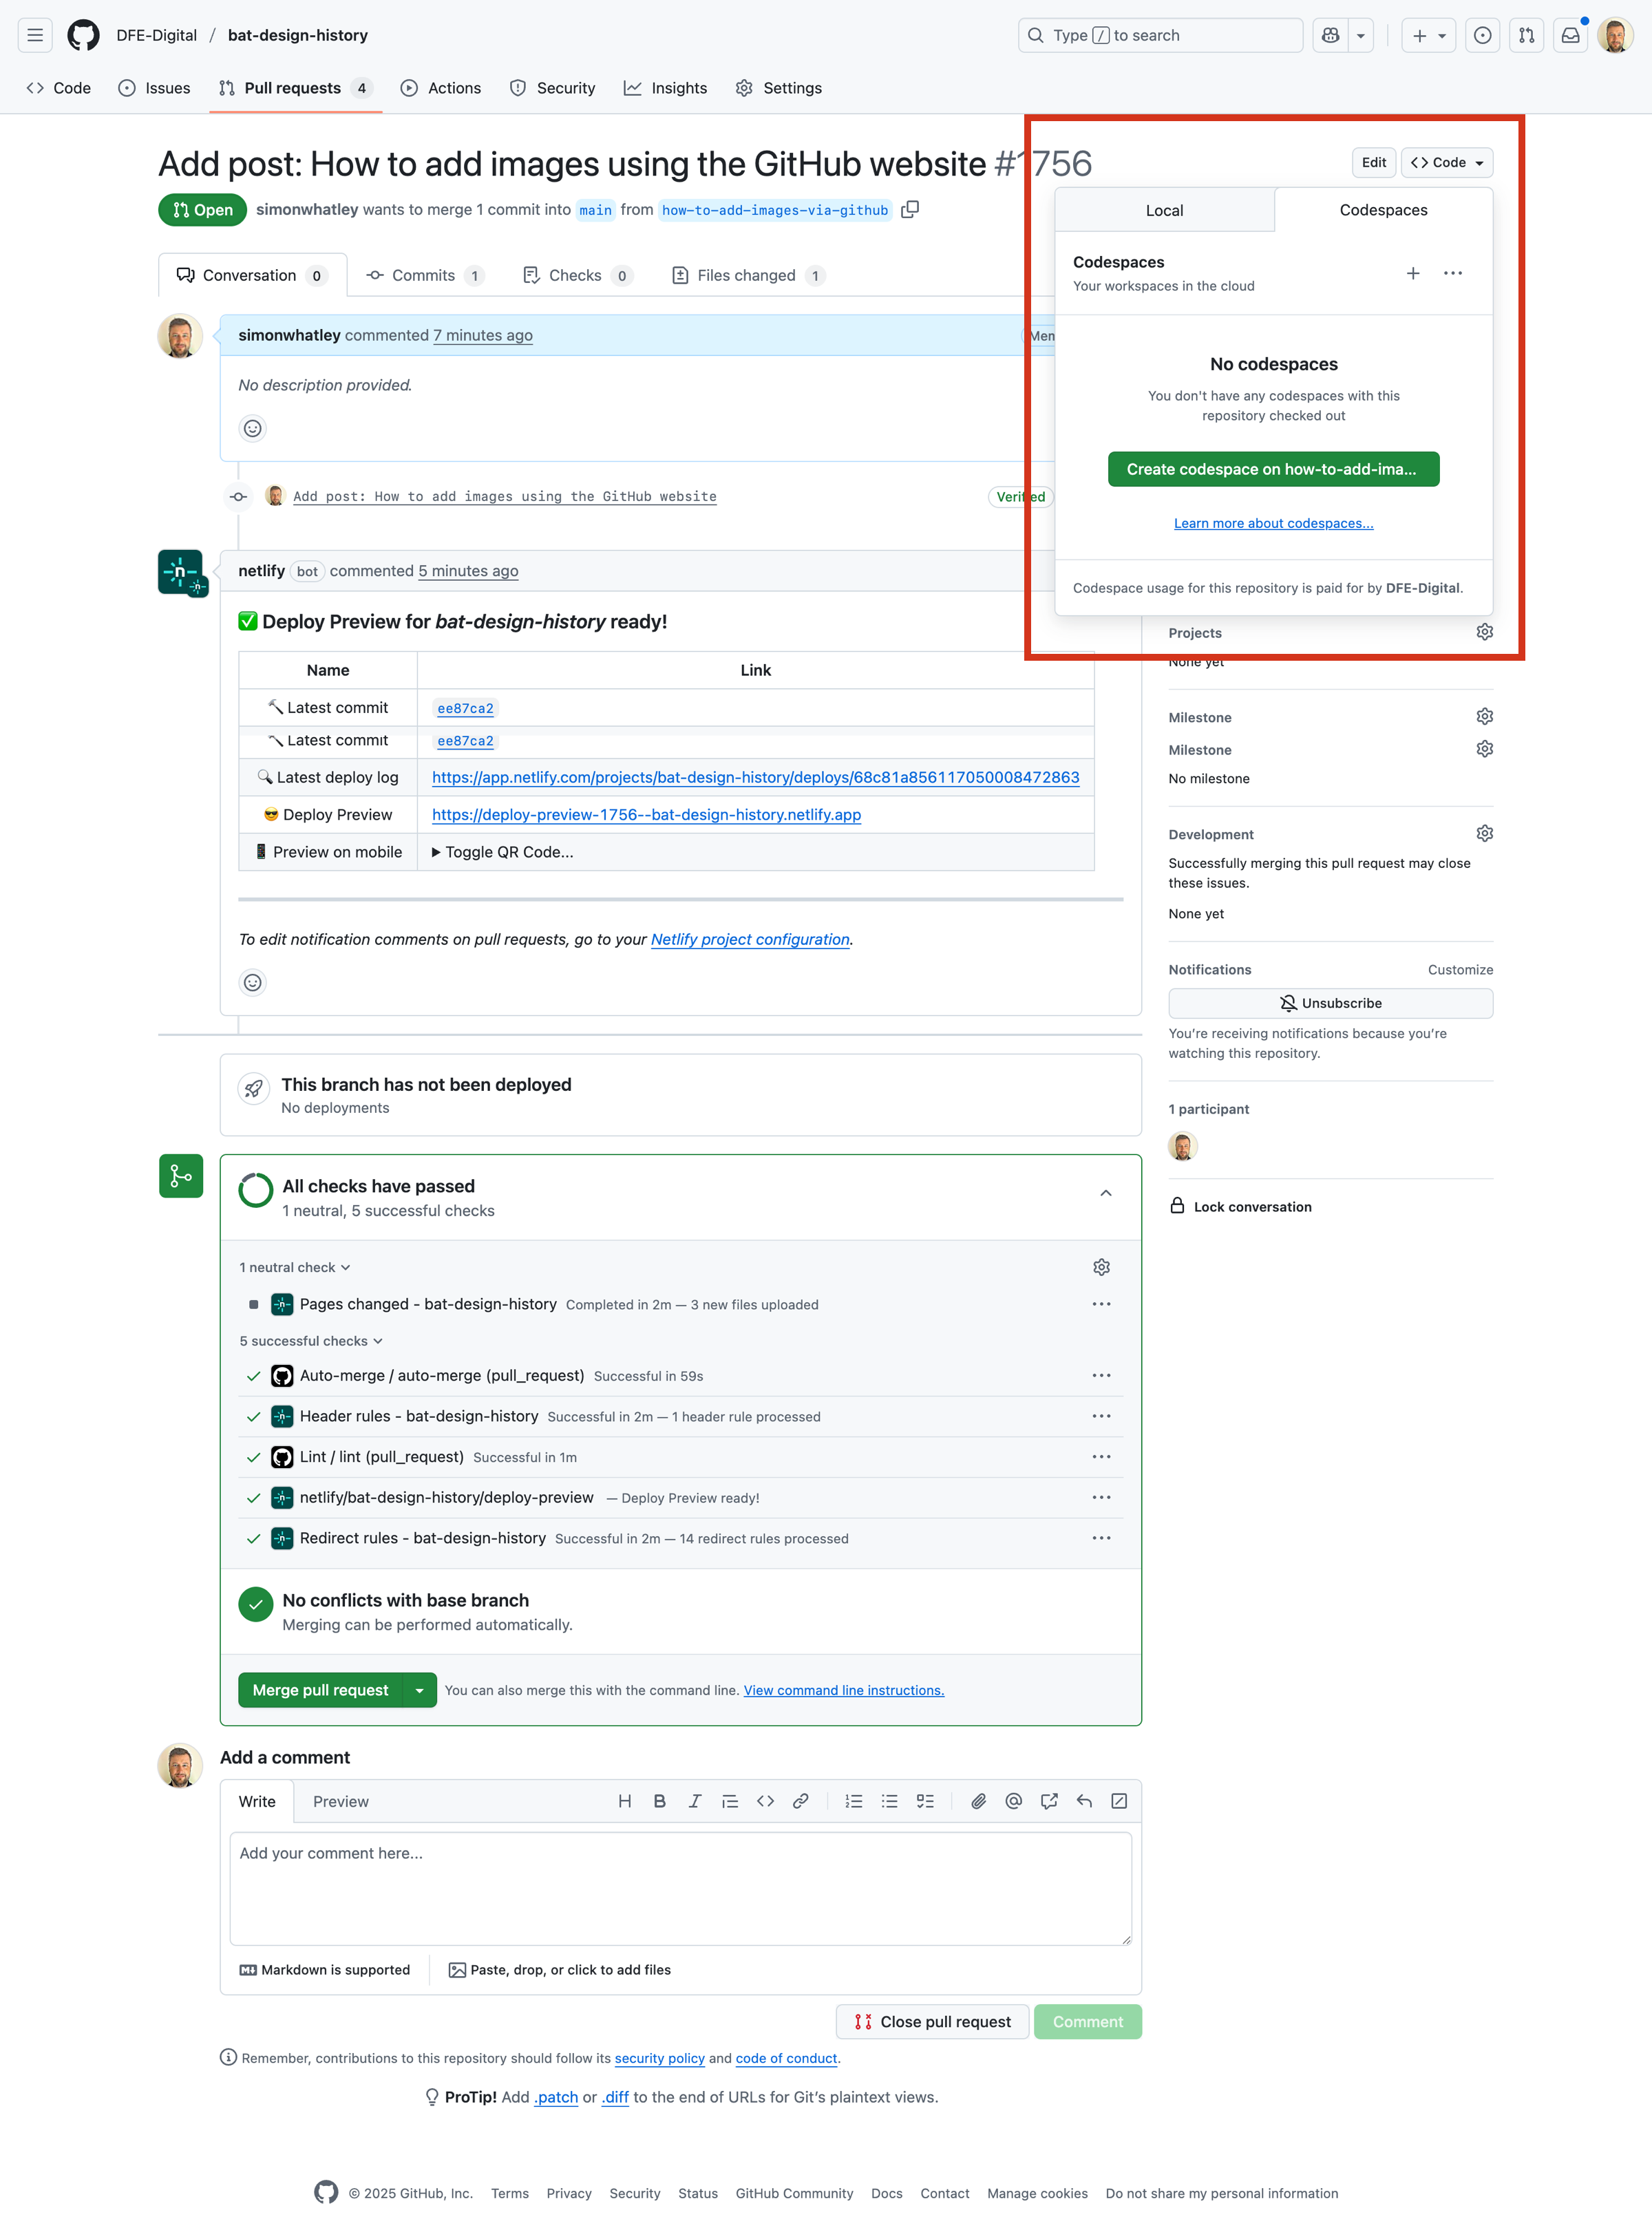 DFE-Digital / bat-design-history
Type / to search
Code
Issues
Pull requests 4
Actions
Security
Insights
Settings
Add post: How to add images using the GitHub website #1756
Edit
Code
Open
simonwhatley wants to merge 1 commit into main from how-to-add-images-via-github
Local
Codespaces
Codespaces
Your workspaces in the cloud
No codespaces
You don't have any codespaces with this
repository checked out
Create codespace on how-to-add-ima...
Learn more about codespaces...
Codespace usage for this repository is paid for by DFE-Digital.
Conversation 0
Commits 1
Checks 0
Files changed 1
simonwhatley commented 7 minutes ago
No description provided.
Add post: How to add images using the GitHub website
Verified
netlify bot commented 5 minutes ago
✅ Deploy Preview for bat-design-history ready!
Name Link
🔨 Latest commit ee87ca2
Latest commit ee87ca2
🔍 Latest deploy log https://app.netlify.com/projects/bat-design-history/deploys/68c81a856117050008472863
😎 Deploy Preview https://deploy-preview-1756--bat-design-history.netlify.app
📱 Preview on mobile ▶ Toggle QR Code...
To edit notification comments on pull requests, go to your Netlify project configuration.
Projects
None yet
Milestone
Milestone
No milestone
Development
Successfully merging this pull request may close
these issues.
None yet
Notifications Customize
Unsubscribe
You're receiving notifications because you're
watching this repository.
1 participant
Lock conversation
This branch has not been deployed
No deployments
All checks have passed
1 neutral, 5 successful checks
1 neutral check
Pages changed - bat-design-history Completed in 2m — 3 new files uploaded
5 successful checks
Auto-merge / auto-merge (pull_request) Successful in 59s
Header rules - bat-design-history Successful in 2m — 1 header rule processed
Lint / lint (pull_request) Successful in 1m
netlify/bat-design-history/deploy-preview — Deploy Preview ready!
Redirect rules - bat-design-history Successful in 2m — 14 redirect rules processed
No conflicts with base branch
Merging can be performed automatically.
Merge pull request
You can also merge this with the command line. View command line instructions.
Add a comment
Write
Preview
Add your comment here...
Markdown is supported
Paste, drop, or click to add files
Close pull request
Comment
Remember, contributions to this repository should follow its security policy and code of conduct.
ProTip! Add .patch or .diff to the end of URLs for Git's plaintext views.
© 2025 GitHub, Inc. Terms Privacy Security Status GitHub Community Docs Contact Manage cookies Do not share my personal information